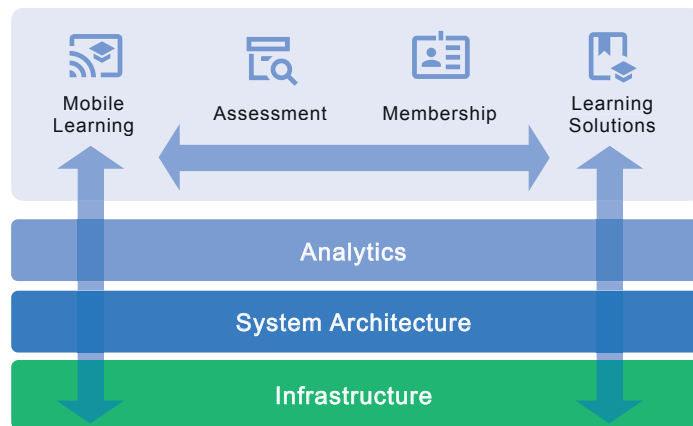 Mobile
Learning
Assessment
Membership
Learning
Solutions
Analytics
System Architecture
Infrastructure